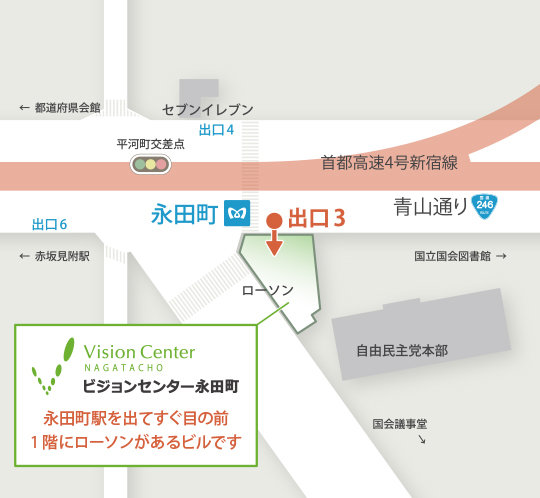 ← 都道府県会館
セブンイレブン
出口4
平河町交差点
首都高速4号新宿線
永田町
出口3
青山通り
246
出口6
← 赤坂見附駅
国立国会図書館 →
ローソン
自由民主党本部
Vision Center
NAGATACHO
ビジョンセンター永田町
永田町駅を出てすぐ目の前
1階にローソンがあるビルです
国会議事堂
↘